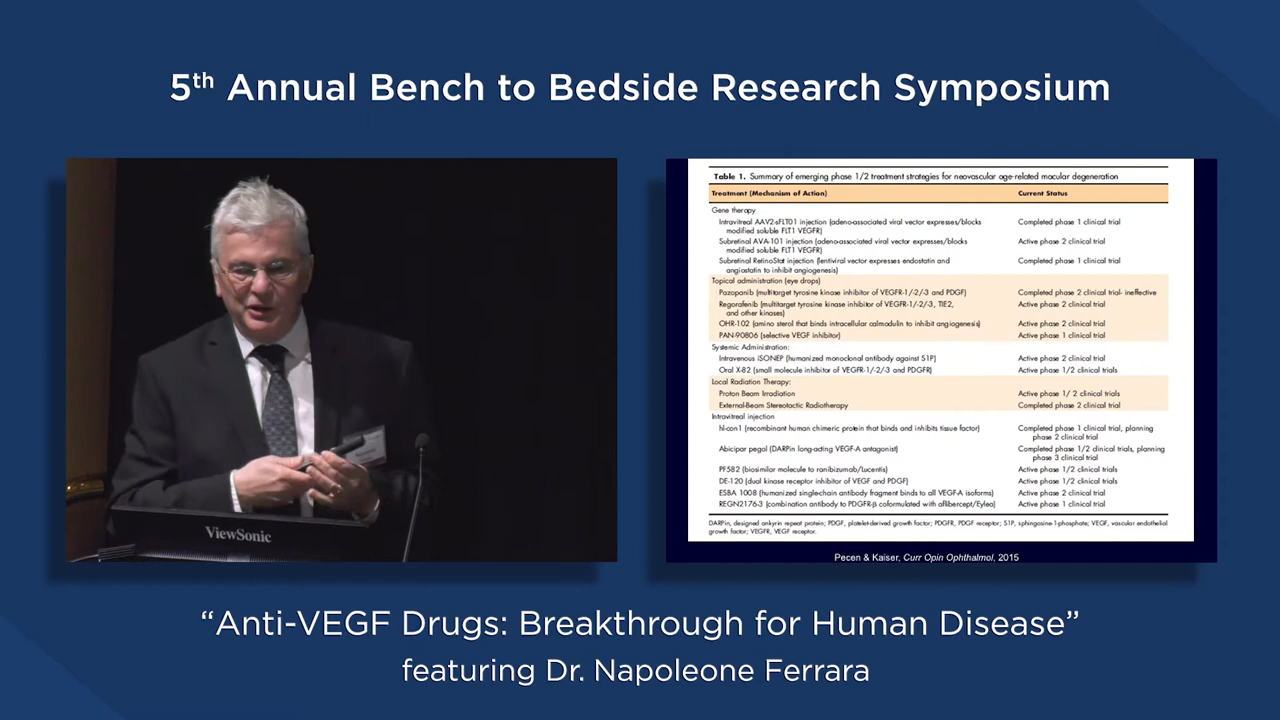 5th Annual Bench to Bedside Research Symposium
ViewSonic
Table 1. Summary of emerging phase 1/2 treatment strategies for neovascular age-related macular degeneration
Treatment (Mechanism of Action) Current Status
Gene therapy
Intravitreal AAV2-sFLT01 injection (adeno-associated viral vector expresses/blocks Completed phase 1 clinical trial
modified soluble FLT1 VEGFR)
Subretinal AVA-101 injection (adeno-associated viral vector expresses/blocks Active phase 2 clinical trial
modified soluble FLT1 VEGFR)
Subretinal RetinoStat injection (lentiviral vector expresses endostatin and Completed phase 1 clinical trial
angiostatin to inhibit angiogenesis)
Topical administration (eye drops)
Pazopanib (multitarget tyrosine kinase inhibitor of VEGFR-1/-2/-3 and PDGF) Completed phase 2 clinical trial- ineffective
Regorafenib (multitarget tyrosine kinase inhibitor of VEGFR-1/-2/-3, TIE2, Active phase 2 clinical trial
and other kinases)
OHR-102 (amino sterol that binds intracellular calmodulin to inhibit angiogenesis) Active phase 2 clinical trial
PAN-90806 (selective VEGF inhibitor) Active phase 1 clinical trial
Systemic Administration:
Intravenous iSONEP (humanized monoclonal antibody against S1P) Active phase 2 clinical trial
Oral X-82 (small molecule inhibitor of VEGFR-1/-2/-3 and PDGFR) Active phase 1/2 clinical trials
Local Radiation Therapy:
Proton Beam Irradiation Active phase 1/ 2 clinical trials
External-Beam Stereotactic Radiotherapy Completed phase 2 clinical trial
Intravitreal injection
hI-con1 (recombinant human chimeric protein that binds and inhibits tissue factor) Completed phase 1 clinical trial, planning
phase 2 clinical trial
Abicipar pegol (DARPin long-acting VEGF-A antagonist) Completed phase 1/2 clinical trials, planning
phase 3 clinical trial
PF582 (biosimilar molecule to ranibizumab/Lucentis) Active phase 1/2 clinical trials
DE-120 (dual kinase receptor inhibitor of VEGF and PDGF) Active phase 1/2 clinical trials
ESBA 1008 (humanized single-chain antibody fragment binds to all VEGF-A isoforms) Active phase 2 clinical trial
REGN2176-3 (combination antibody to PDGFR-β coformulated with aflibercept/Eylea) Active phase 1 clinical trial
DARPin, designed ankyrin repeat protein; PDGF, platelet-derived growth factor; PDGFR, PDGF receptor; S1P, sphingosine-1-phosphate; VEGF, vascular endothelial
growth factor; VEGFR, VEGF receptor.
Pecen & Kaiser, Curr Opin Ophthalmol, 2015
“Anti-VEGF Drugs: Breakthrough for Human Disease”
featuring Dr. Napoleone Ferrara